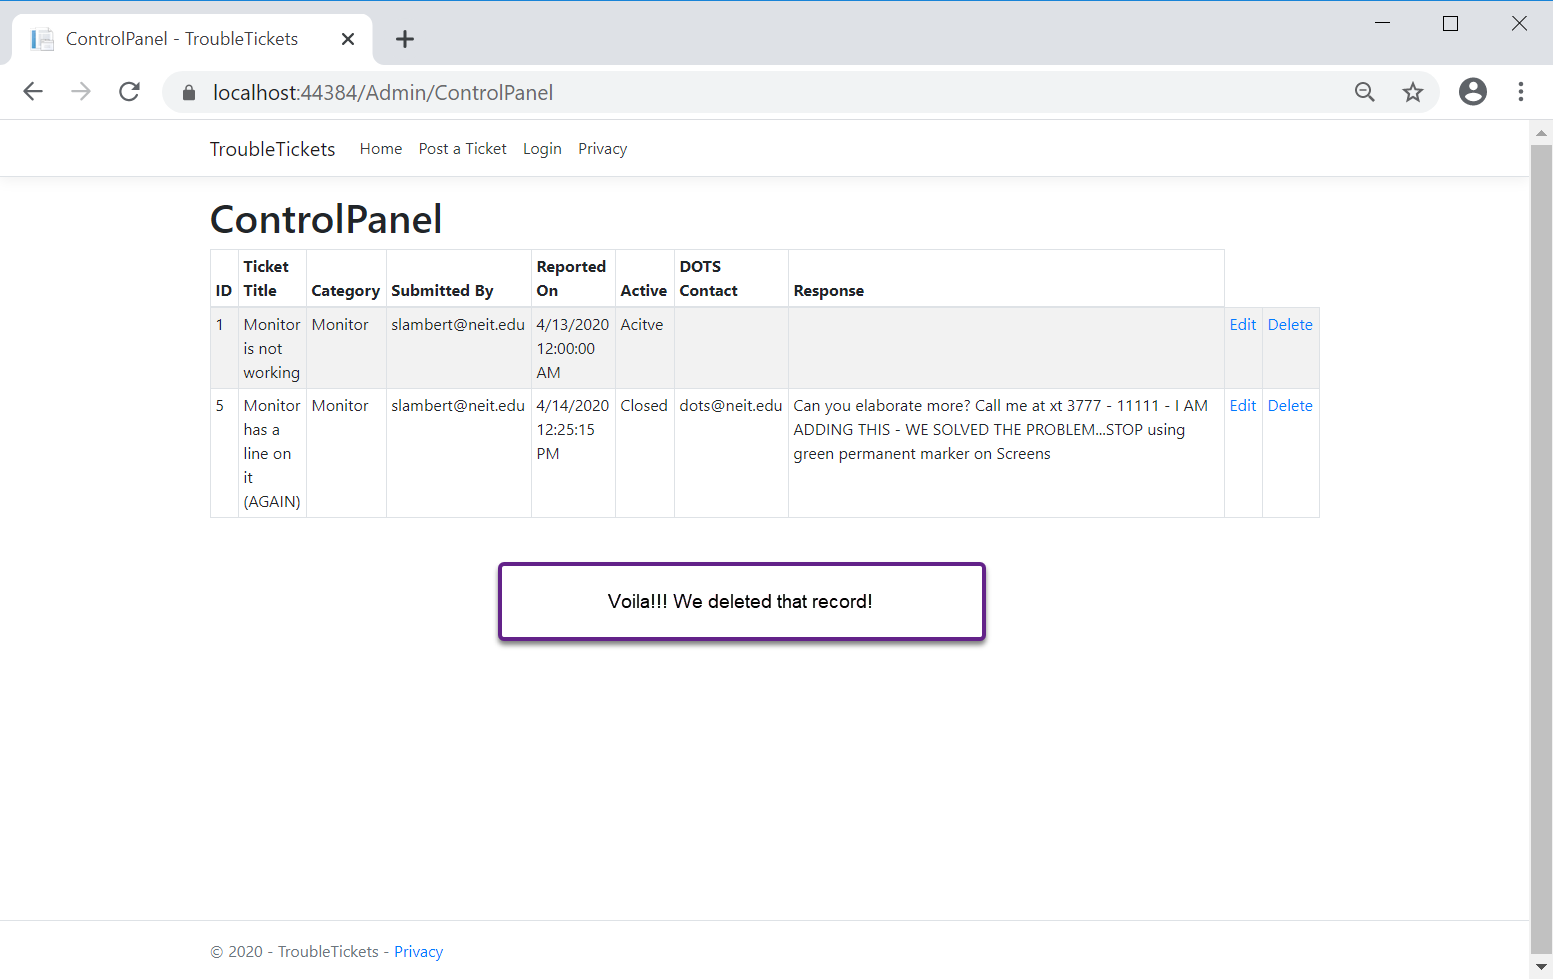 ControlPanel - TroubleTickets
localhost:44384/Admin/ControlPanel
TroubleTickets Home Post a Ticket Login Privacy
ControlPanel
ID Ticket Title Category Submitted By Reported On Active DOTS Contact Response
1 Monitor is not working Monitor slambert@neit.edu 4/13/2020 12:00:00 AM Acitve Edit Delete
5 Monitor has a line on it (AGAIN) Monitor slambert@neit.edu 4/14/2020 12:25:15 PM Closed dots@neit.edu Can you elaborate more? Call me at xt 3777 - 11111 - I AM ADDING THIS - WE SOLVED THE PROBLEM...STOP using green permanent marker on Screens Edit Delete
Voila!!! We deleted that record!
© 2020 - TroubleTickets - Privacy